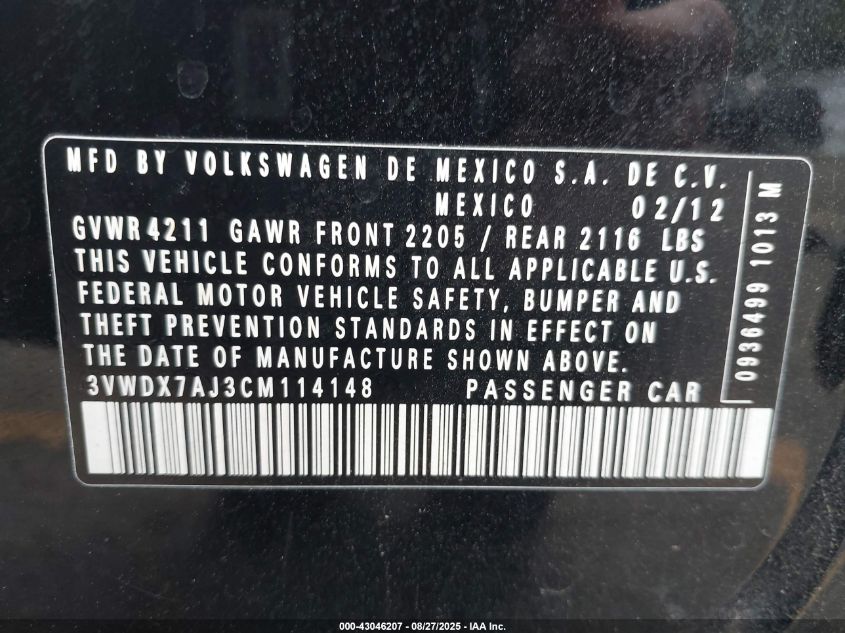 MFD BY VOLKSWAGEN DE MEXICO S.A. DE C.V.
MEXICO 02/12
GVWR 4211 GAWR FRONT 2205 / REAR 2116 LBS
THIS VEHICLE CONFORMS TO ALL APPLICABLE U.S.
FEDERAL MOTOR VEHICLE SAFETY, BUMPER AND
THEFT PREVENTION STANDARDS IN EFFECT ON
THE DATE OF MANUFACTURE SHOWN ABOVE.
3VWDX7AJ3CM114148 PASSENGER CAR
0936499 1013 M
000-43046207 - 08/27/2025 - IAA Inc.